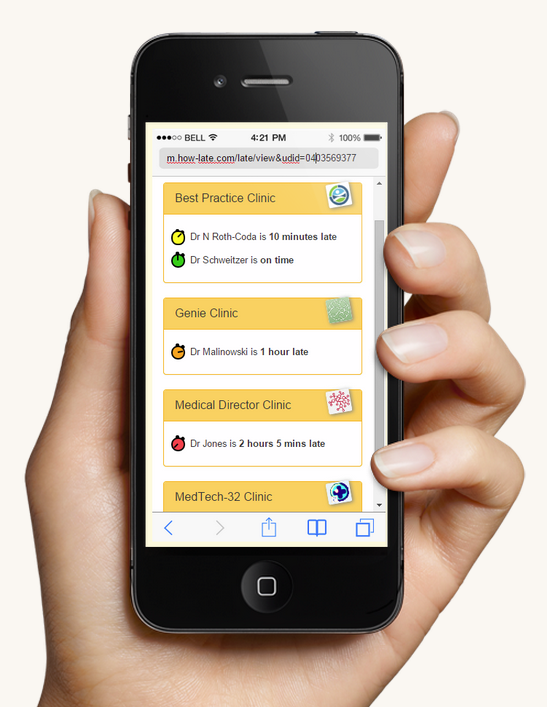 BELL 4:21 PM 100%
m.how-late.com/late/view&udid=0403569377
Best Practice Clinic
Dr N Roth-Coda is 10 minutes late
Dr Schweitzer is on time
Genie Clinic
Dr Malinowski is 1 hour late
Medical Director Clinic
Dr Jones is 2 hours 5 mins late
MedTech-32 Clinic